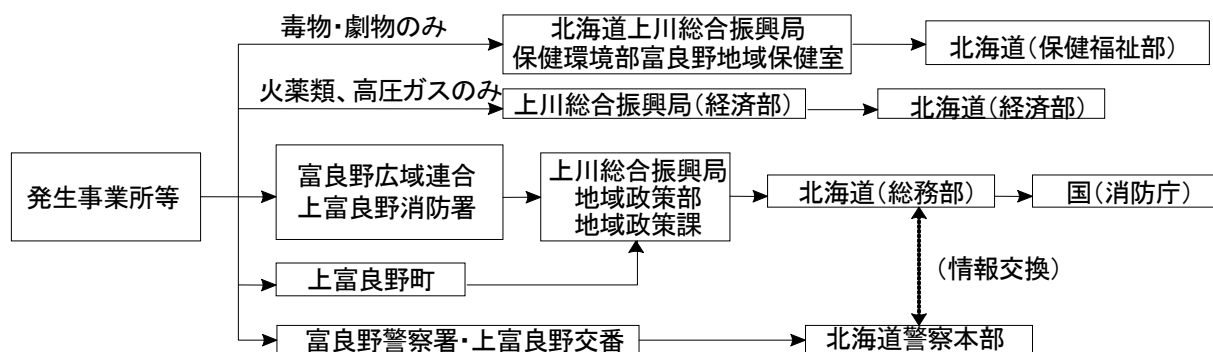 毒物・劇物のみ
北海道上川総合振興局
保健環境部富良野地域保健室
北海道（保健福祉部）
火薬類、高圧ガスのみ
上川総合振興局（経済部）
北海道（経済部）
発生事業所等
富良野広域連合
上富良野消防署
上川総合振興局
地域政策部
地域政策課
北海道（総務部）
国（消防庁）
上富良野町
（情報交換）
富良野警察署・上富良野交番
北海道警察本部